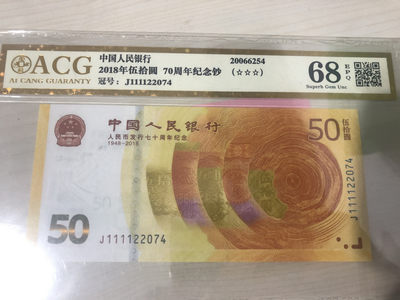 ACG
AI CANG GUARANTY
中国人民银行
2018年伍拾圆 70周年纪念钞
冠号: J111122074
20066254
(☆☆☆)
68 EPQ
Superb Gem Unc
中国人民银行
人民币发行七十周年纪念
1948-2018
50 伍拾圆
50
J111122074
J111122074